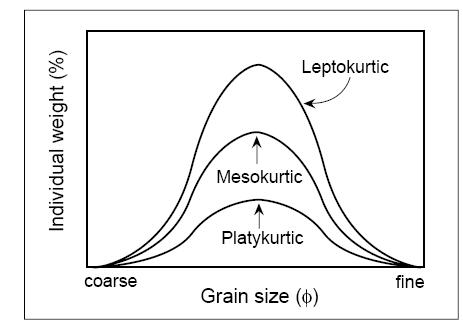 Individual weight (%)
Leptokurtic
Mesokurtic
Platykurtic
coarse
fine
Grain size (ϕ)